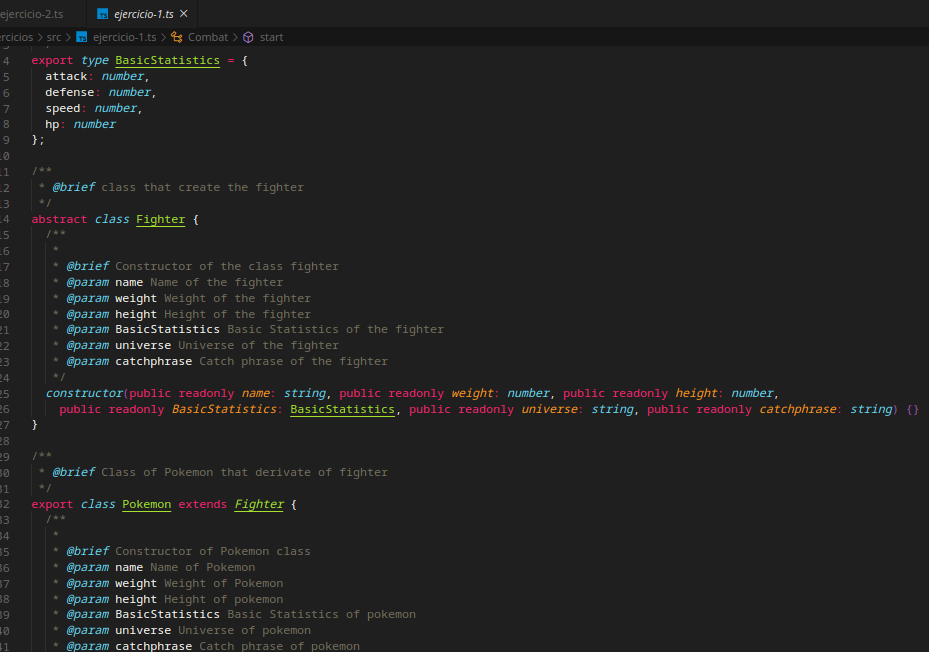 ejercicio-2.ts ejercicio-1.ts
rcicios > src > ejercicio-1.ts > Combat > start
4 export type BasicStatistics = {
5 attack: number,
6 defense: number,
7 speed: number,
8 hp: number
9 };
10
11 /**
12 * @brief class that create the fighter
13 */
14 abstract class Fighter {
15 /**
16 *
17 * @brief Constructor of the class fighter
18 * @param name Name of the fighter
19 * @param weight Weight of the fighter
20 * @param height Height of the fighter
21 * @param BasicStatistics Basic Statistics of the fighter
22 * @param universe Universe of the fighter
23 * @param catchphrase Catch phrase of the fighter
24 */
25 constructor(public readonly name: string, public readonly weight: number, public readonly height: number,
26 public readonly BasicStatistics: BasicStatistics, public readonly universe: string, public readonly catchphrase: string) {}
27 }
28
29 /**
30 * @brief Class of Pokemon that derivate of fighter
31 */
32 export class Pokemon extends Fighter {
33 /**
34 *
35 * @brief Constructor of Pokemon class
36 * @param name Name of Pokemon
37 * @param weight Weight of Pokemon
38 * @param height Height of pokemon
39 * @param BasicStatistics Basic Statistics of pokemon
40 * @param universe Universe of pokemon
41 * @param catchphrase Catch phrase of pokemon